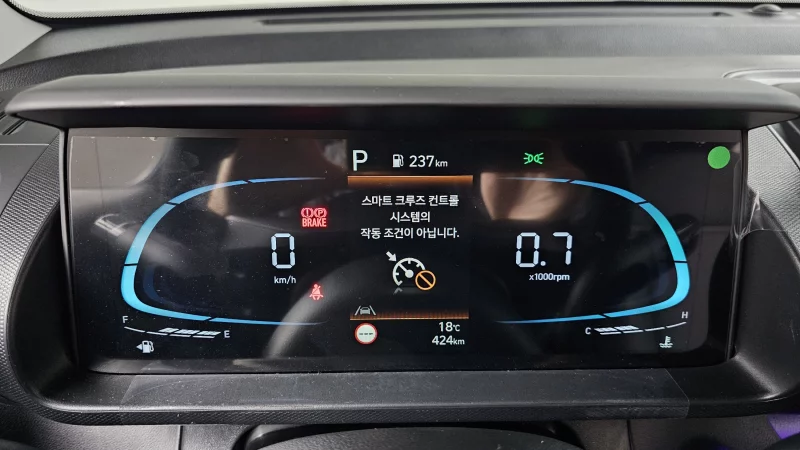 P 237km
스마트 크루즈 컨트롤
시스템의
작동 조건이 아닙니다.
(P)
BRAKE
0
km/h
0.7
x1000rpm
F E
C H
18℃
424km